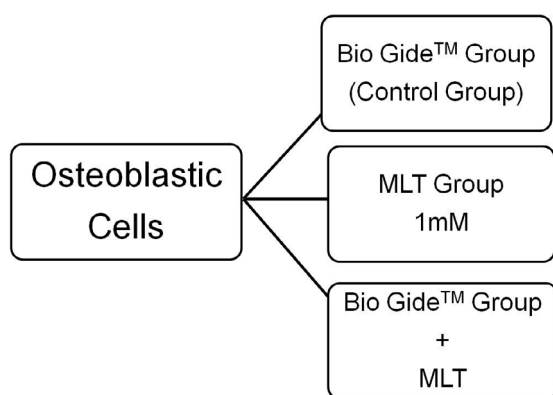 Osteoblastic
Cells
Bio Gide™ Group
(Control Group)
MLT Group
1mM
Bio Gide™ Group
+
MLT